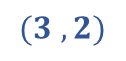 (3 , 2)